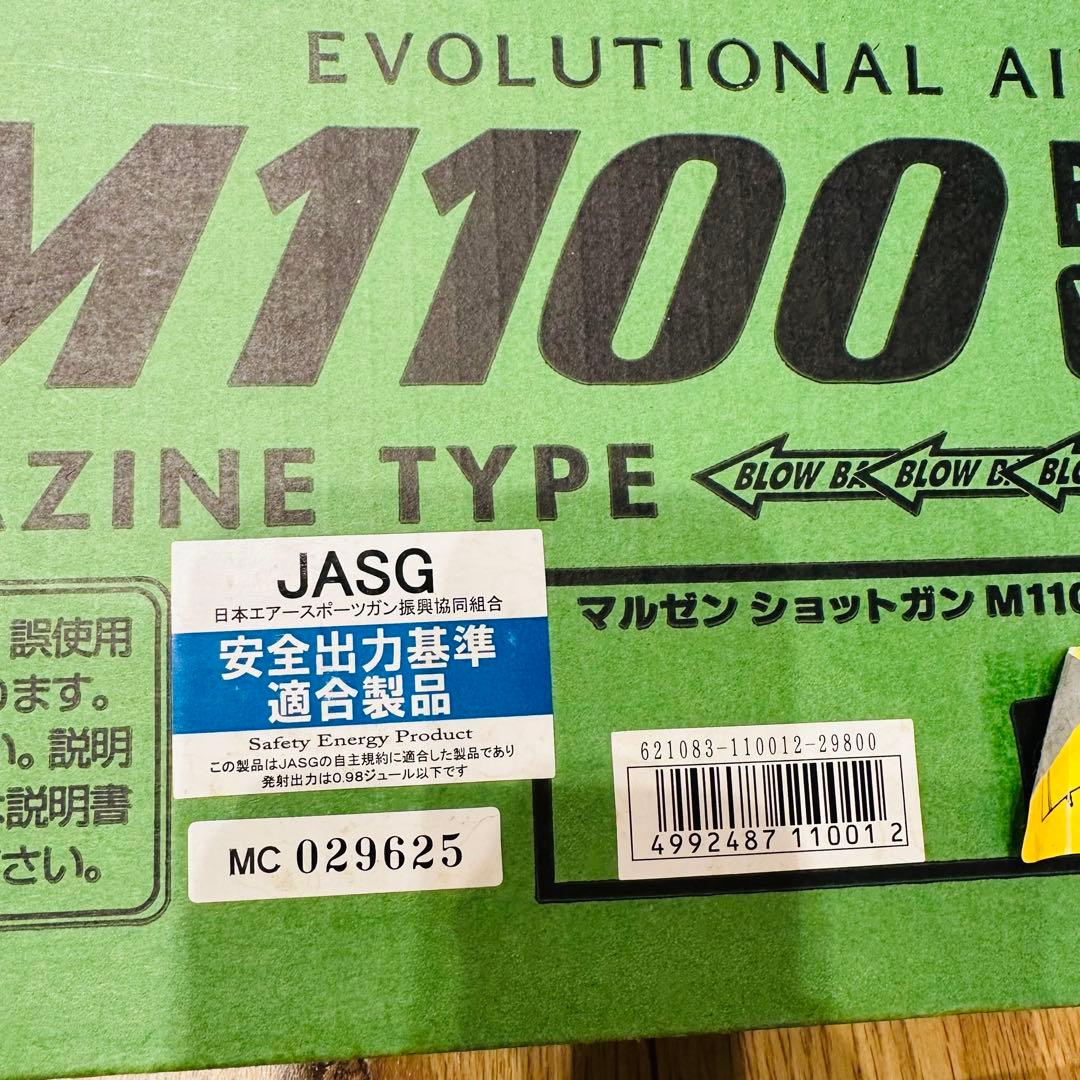 EVOLUTIONAL AI
M1100
AZINE TYPE
BLOW BA BLOW B BLO
JASG
日本エアースポーツガン振興協同組合
安全出力基準
適合製品
Safety Energy Product
この製品はJASGの自主規約に適合した製品であり
発射出力は0.98ジュール以下です
MC 029625
誤使用
ります。
い。説明
説明書
ださい。
マルゼン ショットガン M110
621083-110012-29800
4992487 11001 2